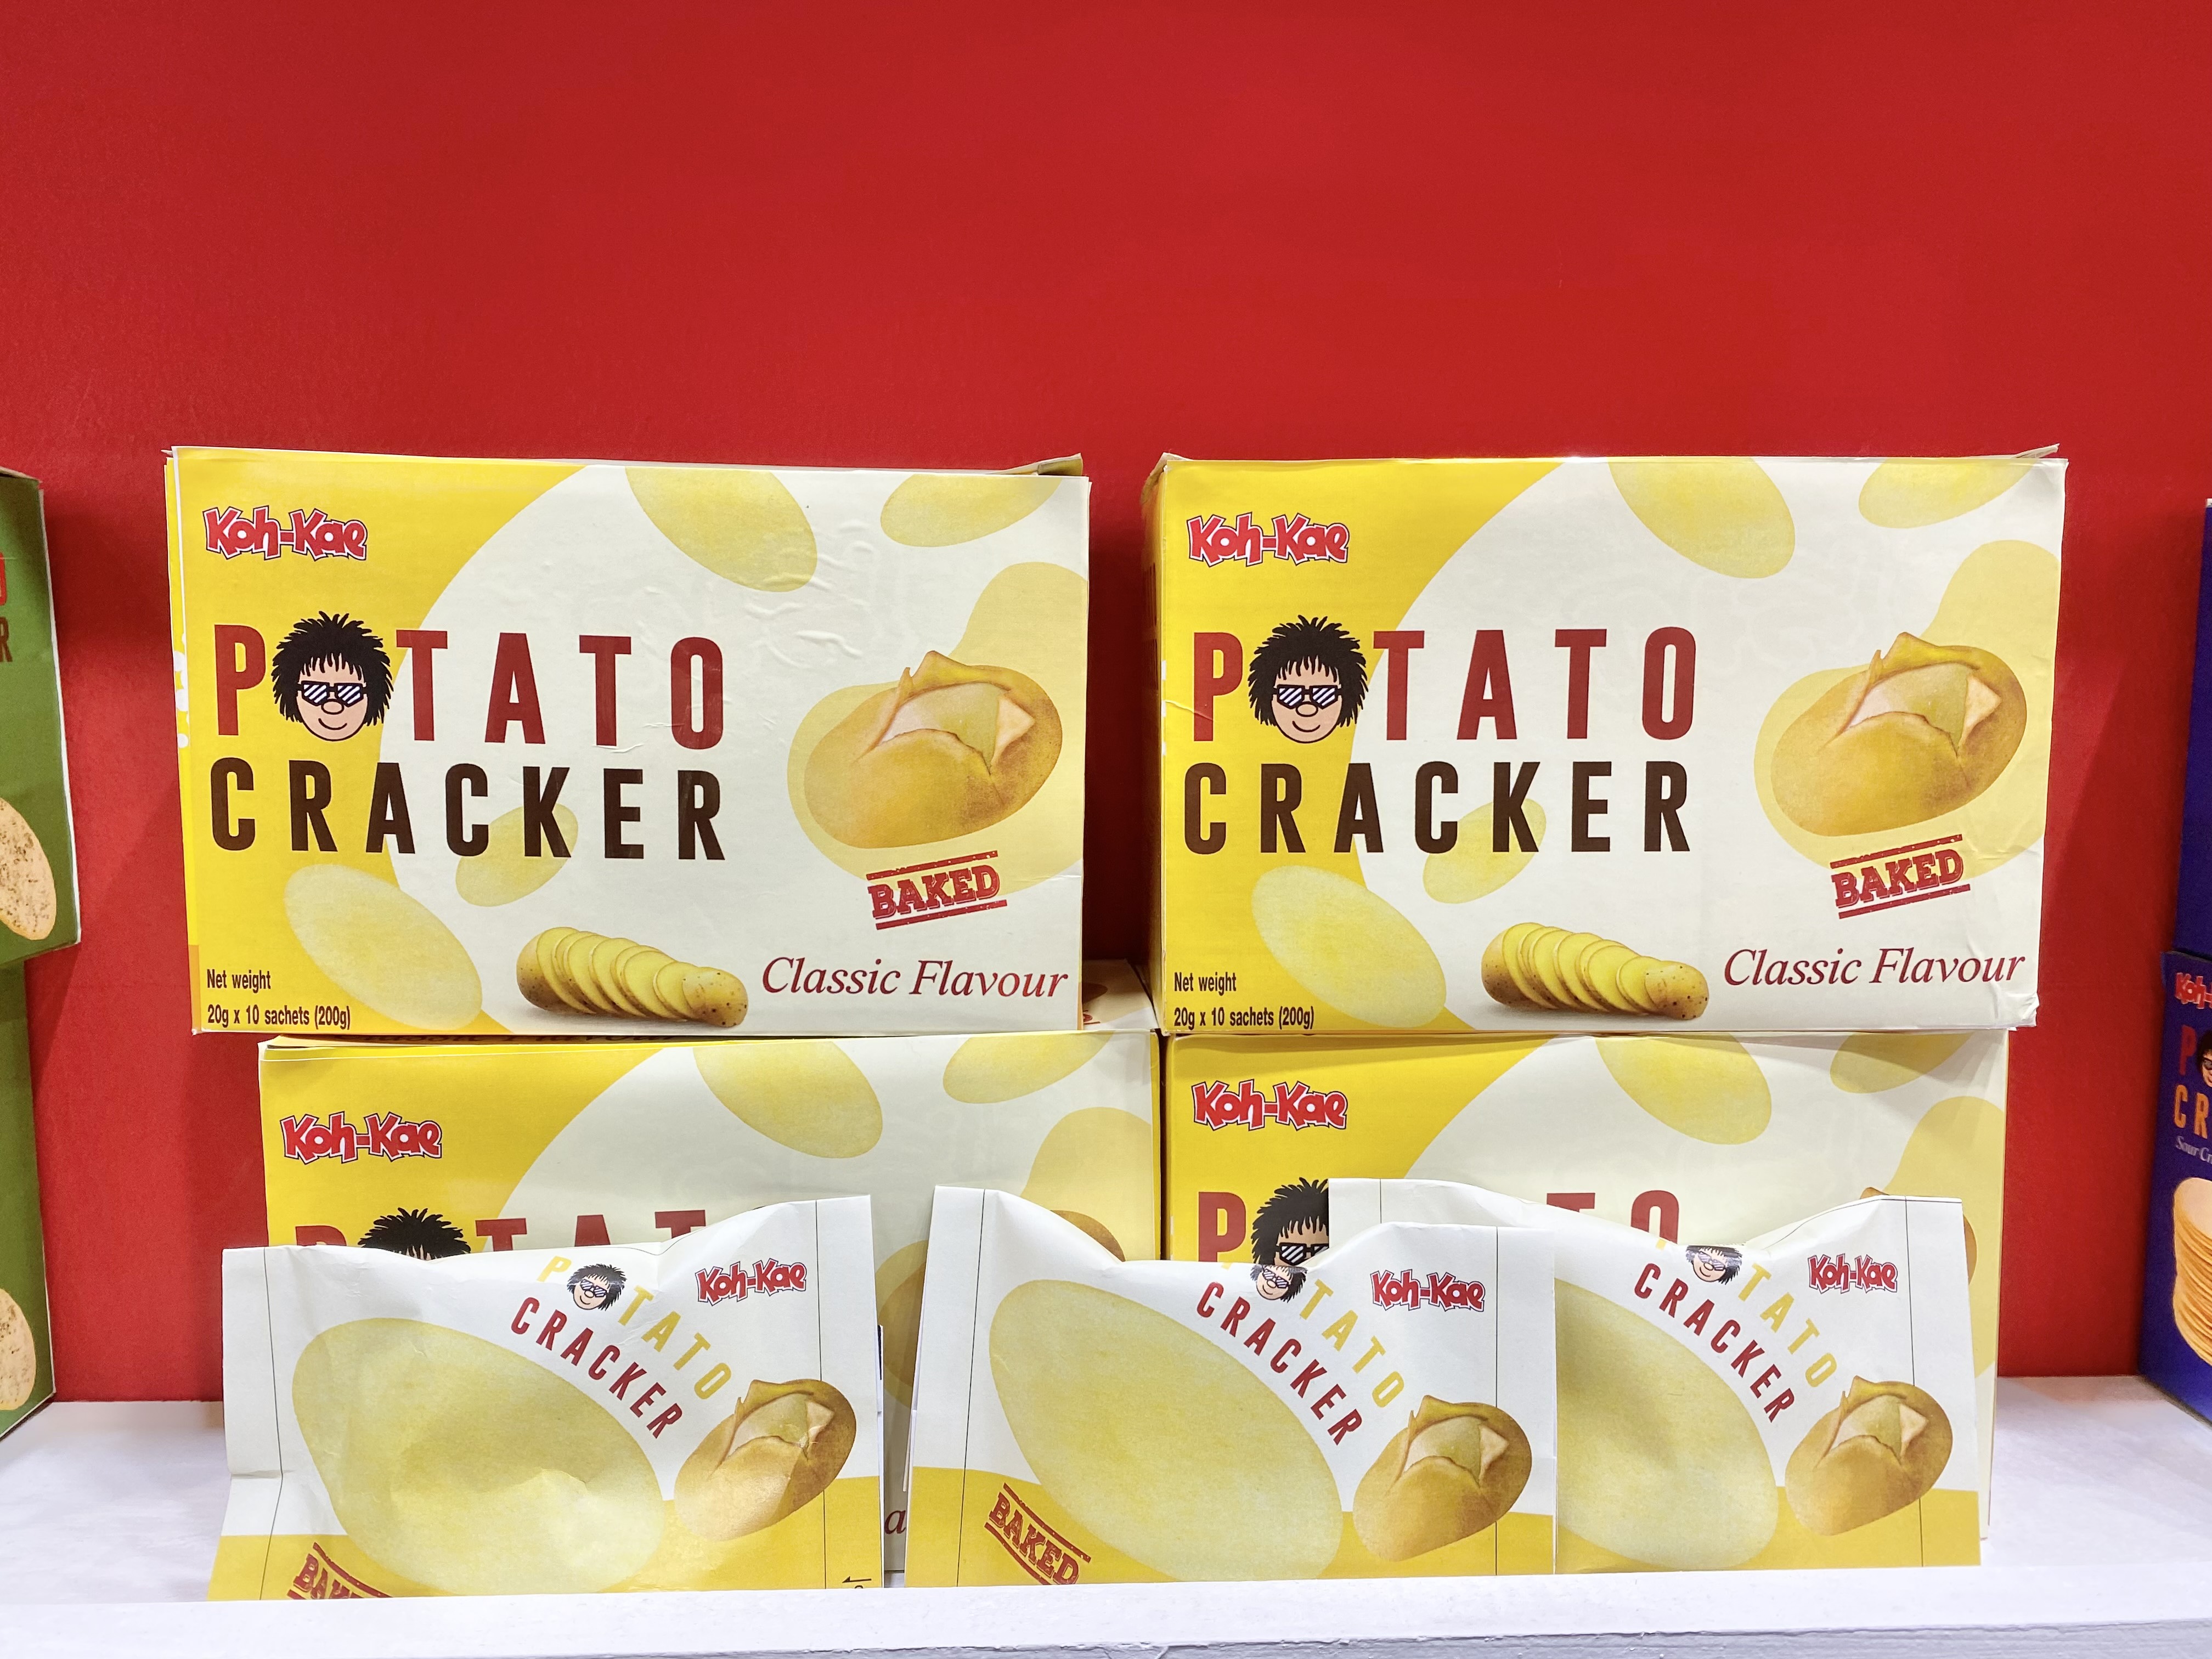 Koh-Kae
POTATO
CRACKER
BAKED
Classic Flavour
Net weight
20g x 10 sachets (200g)
Koh-Kae
POTATO
CRACKER
BAKED
Classic Flavour
Net weight
20g x 10 sachets (200g)
Koh-Kae
Koh-Kae
POTATO
CRACKER
Koh-Kae
BAKED
POTATO
CRACKER
Koh-Kae
BAKED
POTATO
CRACKER
Koh-Kae